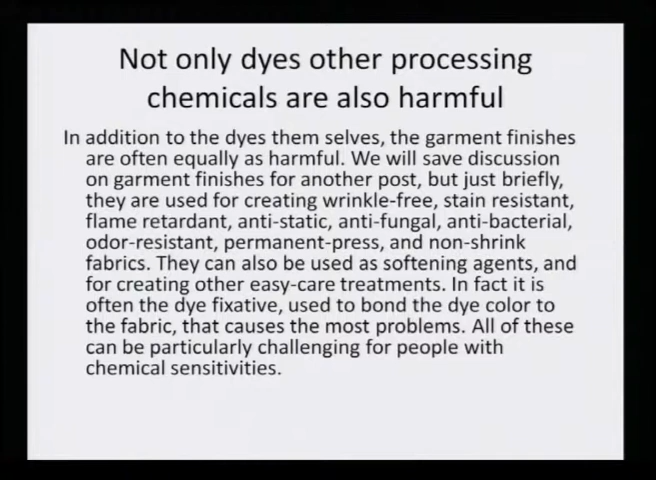 Not only dyes other processing
chemicals are also harmful
In addition to the dyes them selves, the garment finishes
are often equally as harmful. We will save discussion
on garment finishes for another post, but just briefly,
they are used for creating wrinkle-free, stain resistant,
flame retardant, anti-static, anti-fungal, anti-bacterial,
odor-resistant, permanent-press, and non-shrink
fabrics. They can also be used as softening agents, and
for creating other easy-care treatments. In fact it is
often the dye fixative, used to bond the dye color to
the fabric, that causes the most problems. All of these
can be particularly challenging for people with
chemical sensitivities.